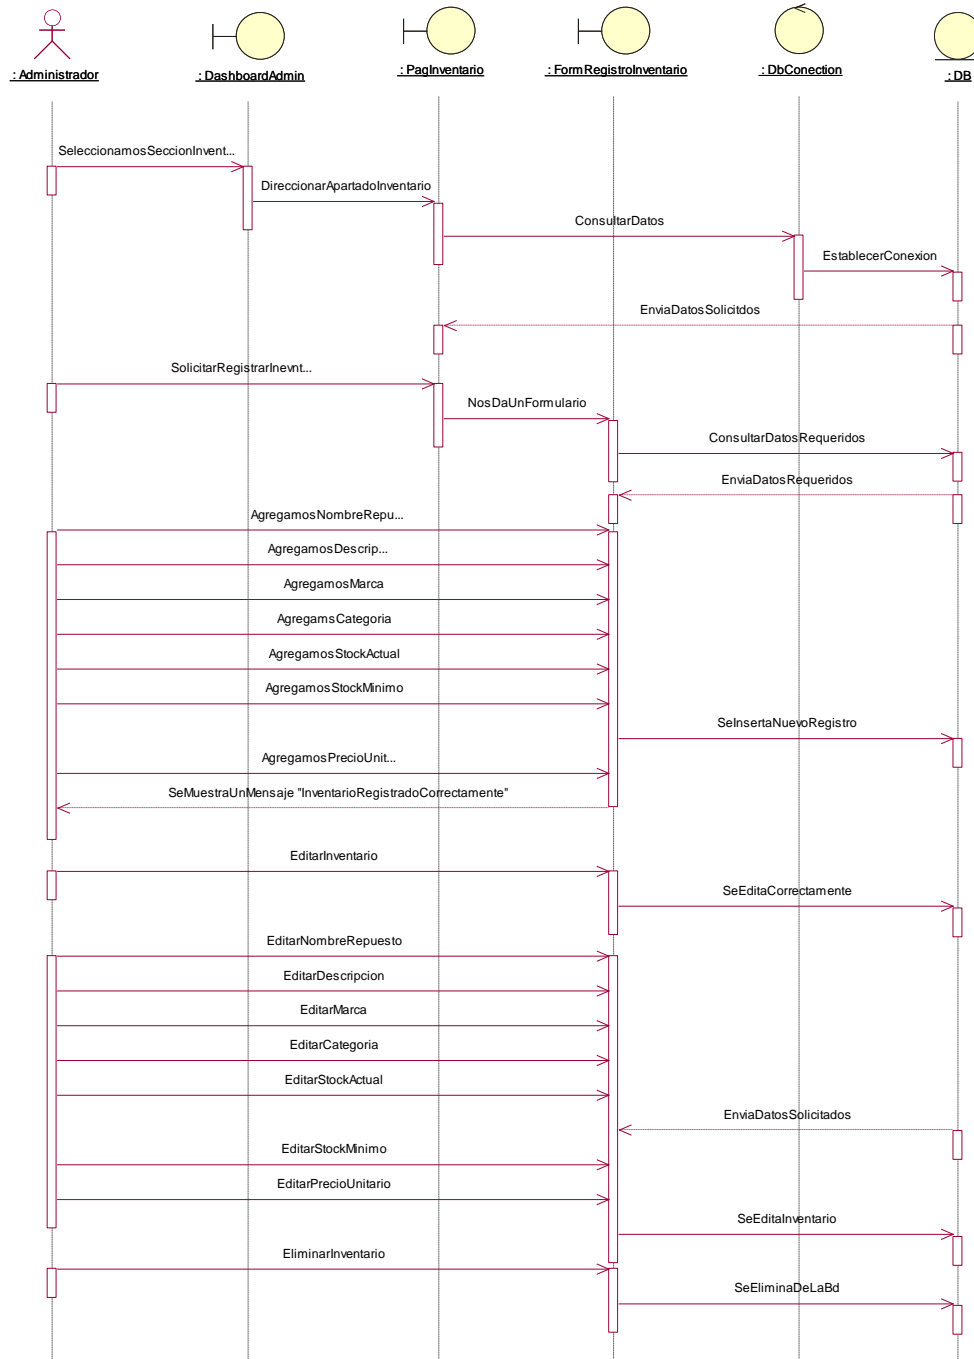 : Administrador
: DashboardAdmin
: PagInventario
: FormRegistroInventario
: DbConection
: DB
SeleccionamosSeccionInvent...
DireccionarApartadoInventario
ConsultarDatos
EstablecerConexion
EnviaDatosSolicitdos
SolicitarRegistrarInevnt...
NosDaUnFormulario
ConsultarDatosRequeridos
EnviaDatosRequeridos
AgregamosNombreRepu...
AgregamosDescrip...
AgregamosMarca
AgregamsCategoria
AgregamosStockActual
AgregamosStockMinimo
SeInsertaNuevoRegistro
AgregamosPrecioUnit...
SeMuestraUnMensaje "InventarioRegistradoCorrectamente"
EditarInventario
SeEditaCorrectamente
EditarNombreRepuesto
EditarDescripcion
EditarMarca
EditarCategoria
EditarStockActual
EnviaDatosSolicitados
EditarStockMinimo
EditarPrecioUnitario
SeEditaInventario
EliminarInventario
SeEliminaDeLaBd